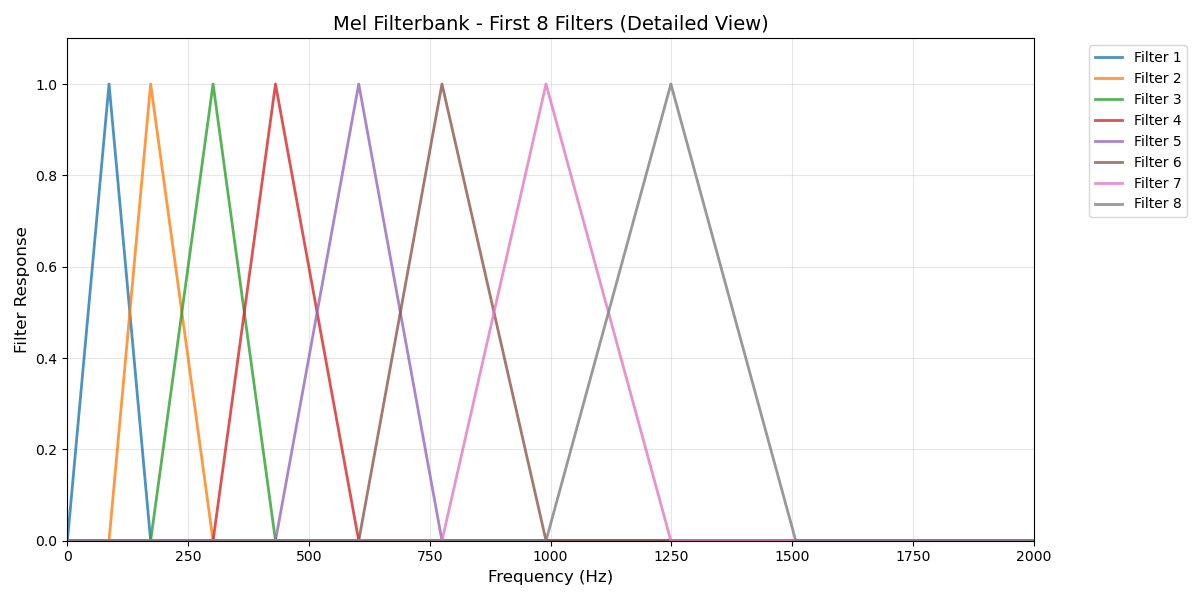 Mel Filterbank - First 8 Filters (Detailed View)
Filter Response
1.0
0.8
0.6
0.4
0.2
0.0
0 250 500 750 1000 1250 1500 1750 2000
Frequency (Hz)
Filter 1
Filter 2
Filter 3
Filter 4
Filter 5
Filter 6
Filter 7
Filter 8